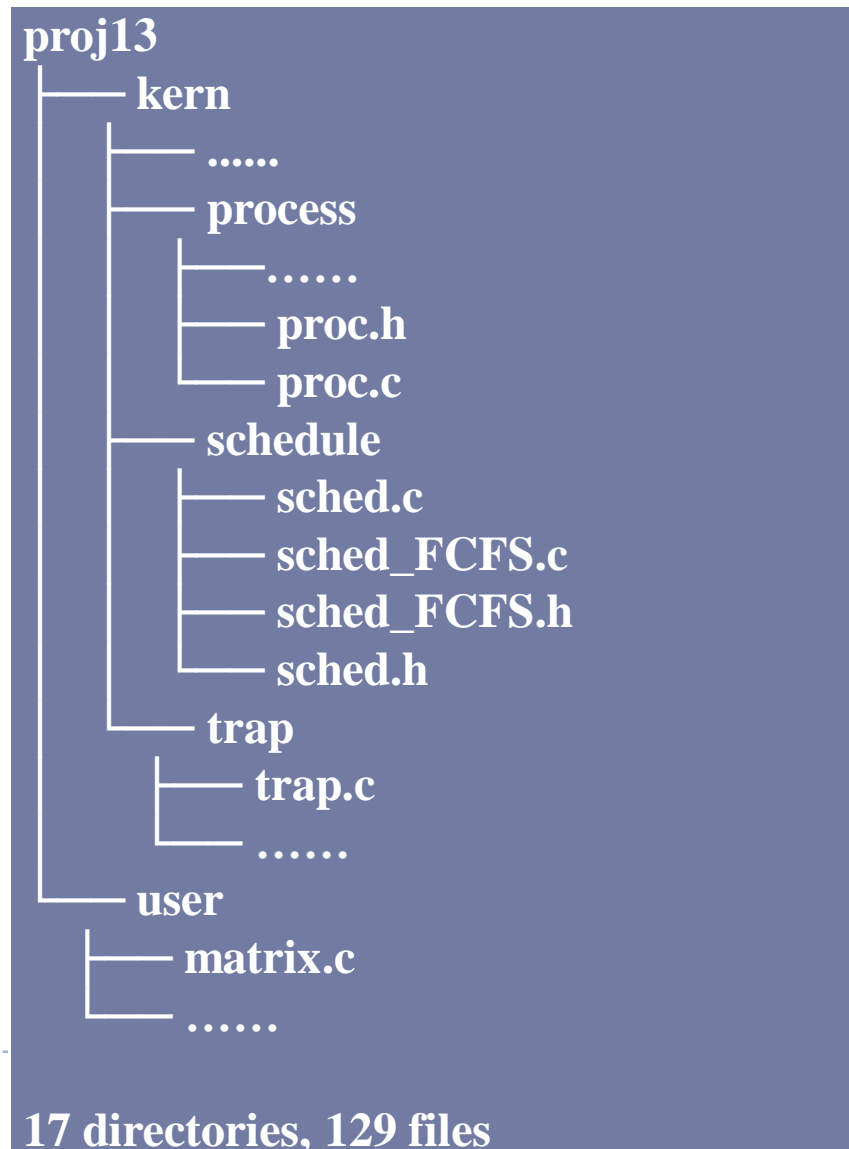 proj13
├── kern
│   ├── ......
│   ├── process
│   │   ├──……
│   │   ├── proc.h
│   │   └── proc.c
│   ├── schedule
│   │   ├── sched.c
│   │   ├── sched_FCFS.c
│   │   ├── sched_FCFS.h
│   │   └── sched.h
│   └── trap
│       ├── trap.c
│       └── ……
└── user
    ├── matrix.c
    └── ……
17 directories, 129 files